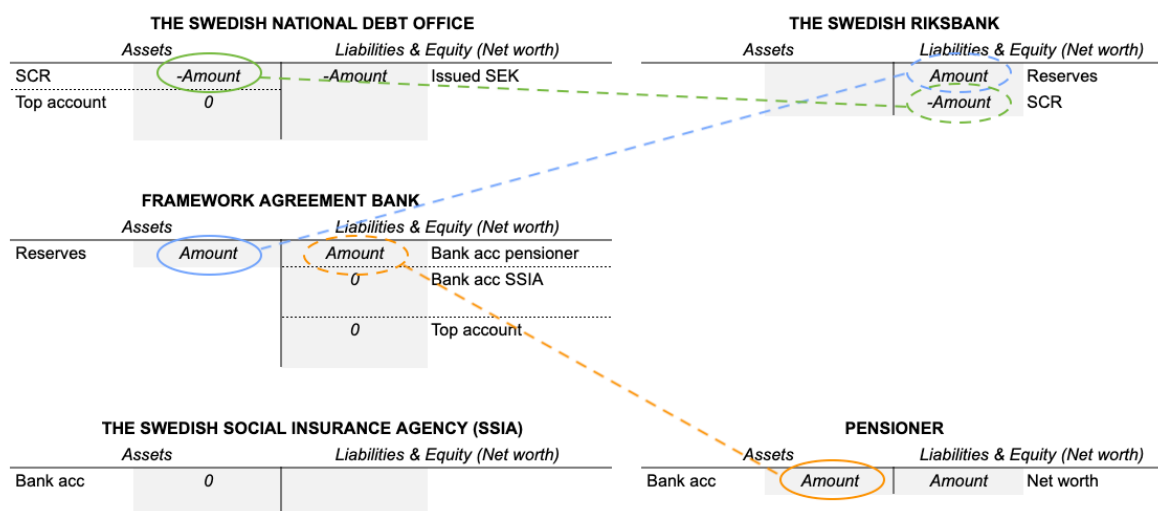 THE SWEDISH NATIONAL DEBT OFFICE
Assets Liabilities & Equity (Net worth)
SCR -Amount -Amount Issued SEK
Top account 0
THE SWEDISH RIKSBANK
Assets Liabilities & Equity (Net worth)
Amount Reserves
-Amount SCR
FRAMEWORK AGREEMENT BANK
Assets Liabilities & Equity (Net worth)
Reserves Amount Amount Bank acc pensioner
0 Bank acc SSIA
0 Top account
THE SWEDISH SOCIAL INSURANCE AGENCY (SSIA)
Assets Liabilities & Equity (Net worth)
Bank acc 0
PENSIONER
Assets Liabilities & Equity (Net worth)
Bank acc Amount Amount Net worth